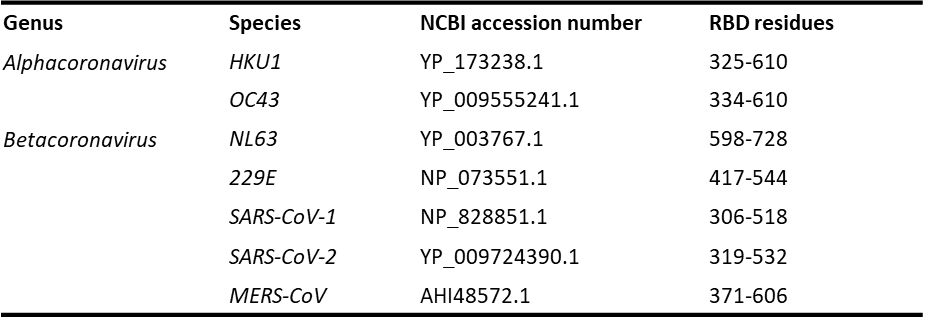 Genus Species NCBI accession number RBD residues
Alphacoronavirus HKU1 YP_173238.1 325-610
OC43 YP_009555241.1 334-610
Betacoronavirus NL63 YP_003767.1 598-728
229E NP_073551.1 417-544
SARS-CoV-1 NP_828851.1 306-518
SARS-CoV-2 YP_009724390.1 319-532
MERS-CoV AHI48572.1 371-606